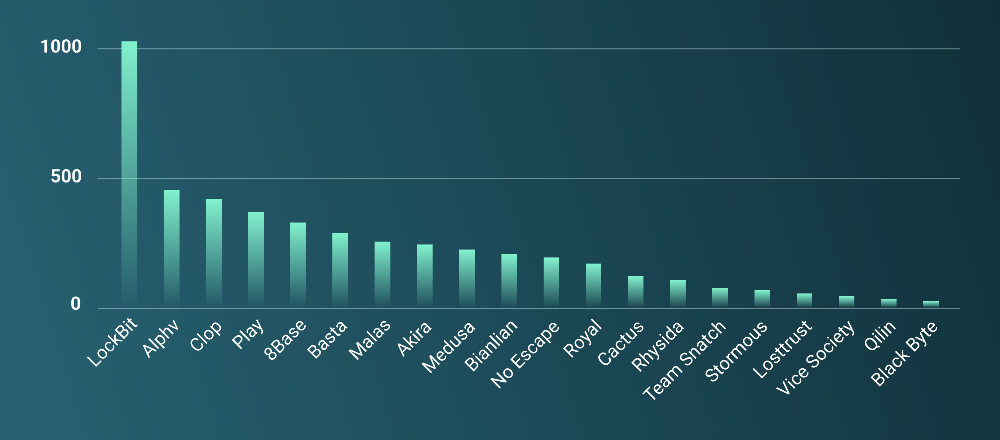 1000
500
0
LockBit
Alphv
Clop
Play
8Base
Basta
Malas
Akira
Medusa
Bianlian
No Escape
Royal
Cactus
Rhysida
Team Snatch
Stormous
Losttrust
Vice Society
Qilin
Black Byte